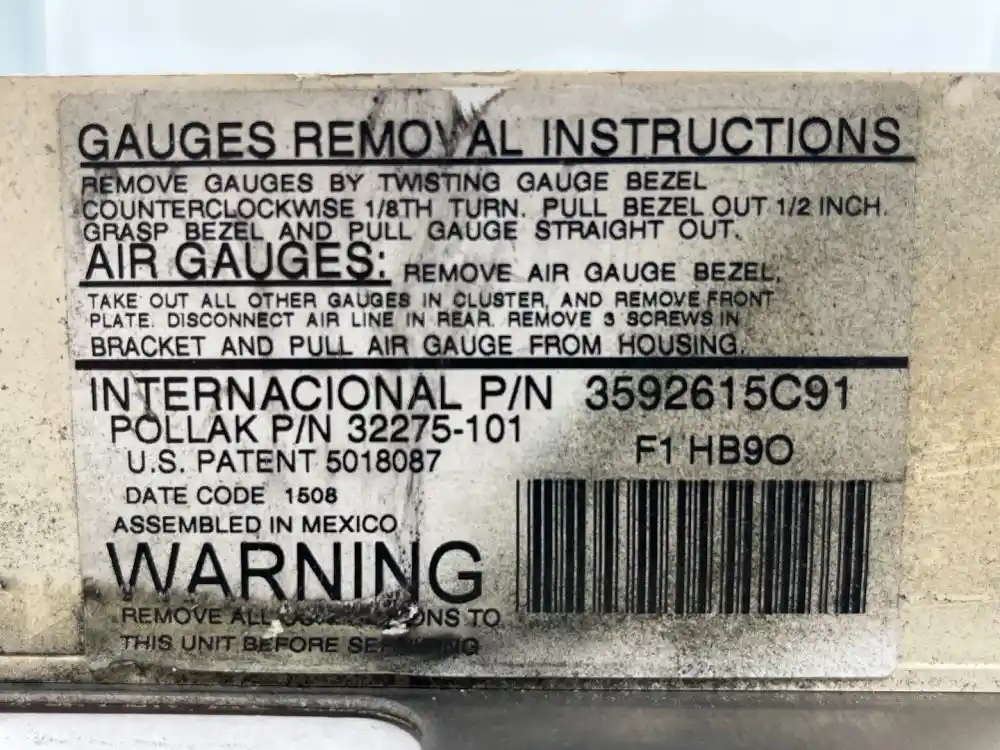 GAUGES REMOVAL INSTRUCTIONS
REMOVE GAUGES BY TWISTING GAUGE BEZEL
COUNTERCLOCKWISE 1/8TH TURN. PULL BEZEL OUT 1/2 INCH.
GRASP BEZEL AND PULL GAUGE STRAIGHT OUT.
AIR GAUGES: REMOVE AIR GAUGE BEZEL,
TAKE OUT ALL OTHER GAUGES IN CLUSTER, AND REMOVE FRONT
PLATE. DISCONNECT AIR LINE IN REAR. REMOVE 3 SCREWS IN
BRACKET AND PULL AIR GAUGE FROM HOUSING.
INTERNACIONAL P/N 3592615C91
POLLAK P/N 32275-101
F1 HB9O
U.S. PATENT 5018087
DATE CODE 1508
ASSEMBLED IN MEXICO
WARNING
REMOVE ALL TO
THIS UNIT BEFORE